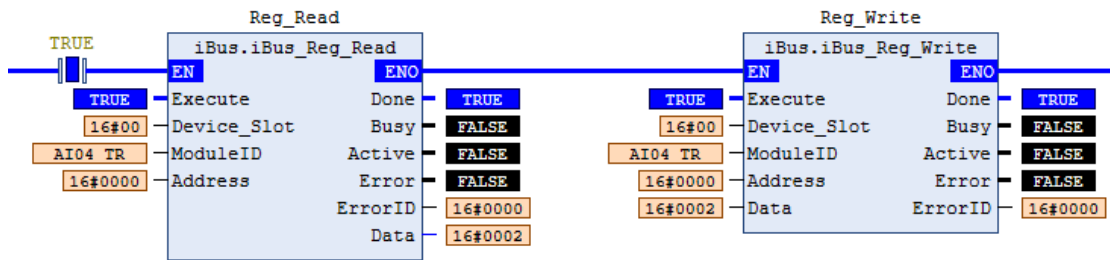 Reg_Read Reg_Write
TRUE iBus.iBus_Reg_Read iBus.iBus_Reg_Write
EN ENO EN ENO
TRUE Execute Done TRUE TRUE Execute Done TRUE
16#00 Device_Slot Busy FALSE 16#00 Device_Slot Busy FALSE
AI04 TR ModuleID Active FALSE AI04 TR ModuleID Active FALSE
16#0000 Address Error FALSE 16#0000 Address Error FALSE
ErrorID 16#0000 16#0002 Data ErrorID 16#0000
Data 16#0002